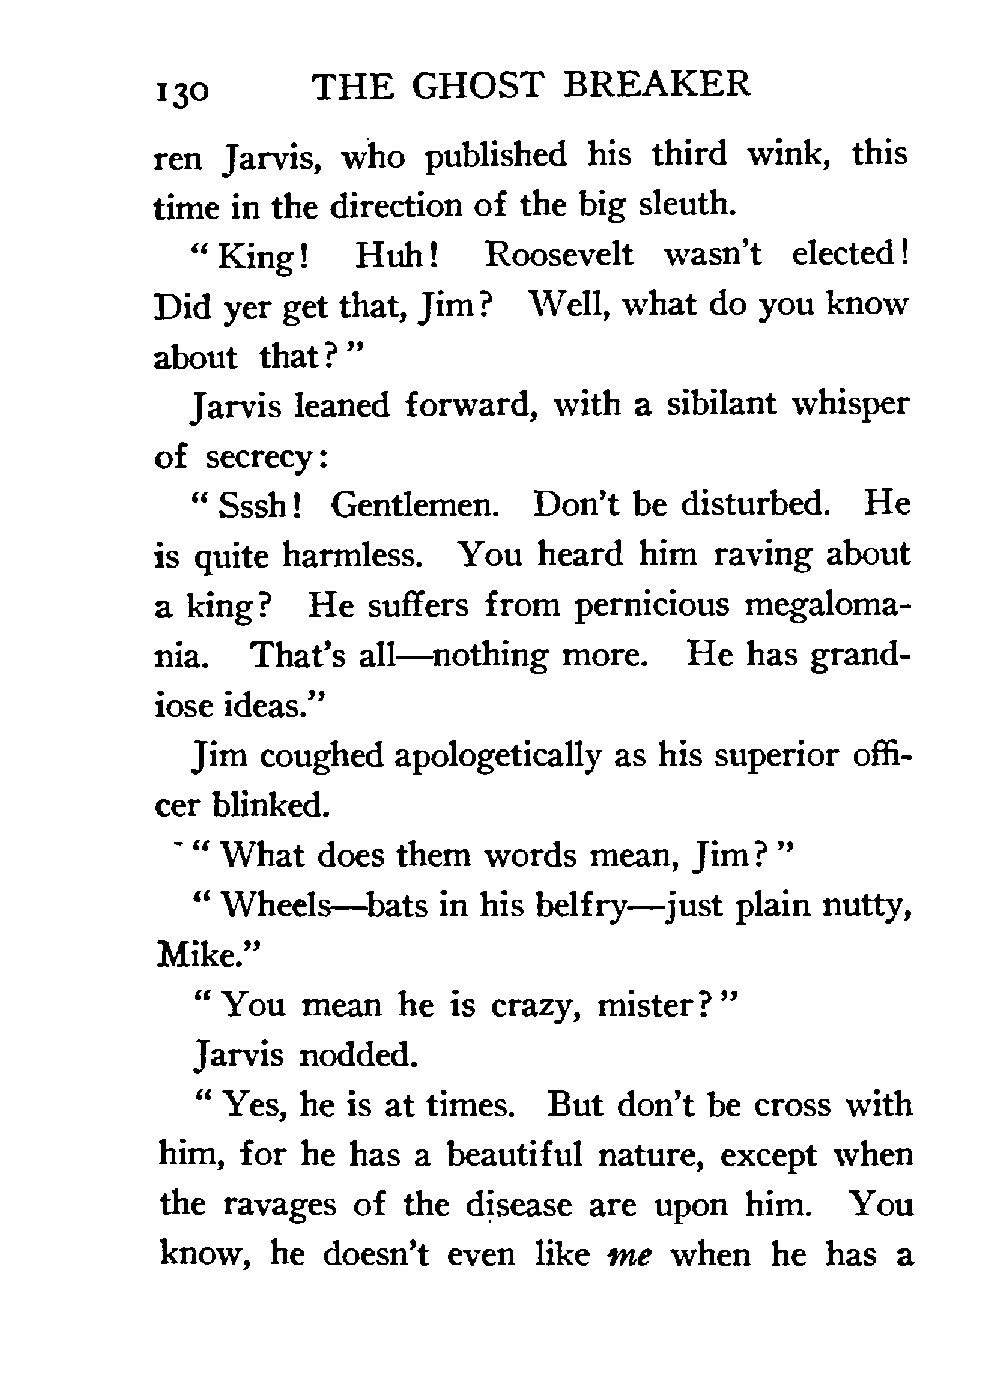 130 THE GHOST BREAKER
ren Jarvis, who published his third wink, this
time in the direction of the big sleuth.
"King! Huh! Roosevelt wasn't elected!
Did yer get that, Jim? Well, what do you know
about that?"
Jarvis leaned forward, with a sibilant whisper
of secrecy:
"Sssh! Gentlemen. Don't be disturbed. He
is quite harmless. You heard him raving about
a king? He suffers from pernicious megaloma-
nia. That's all—nothing more. He has grand-
iose ideas."
Jim coughed apologetically as his superior offi-
cer blinked.
"What does them words mean, Jim?"
"Wheels—bats in his belfry—just plain nutty,
Mike."
"You mean he is crazy, mister?"
Jarvis nodded.
"Yes, he is at times. But don't be cross with
him, for he has a beautiful nature, except when
the ravages of the disease are upon him. You
know, he doesn't even like me when he has a